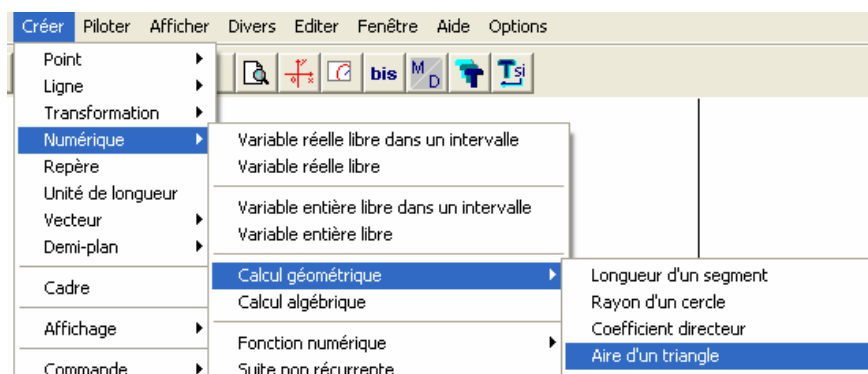 Créer Piloter Afficher Divers Editer Fenêtre Aide Options
bis M D Tsi
Point
Ligne
Transformation
Numérique
Repère
Unité de longueur
Vecteur
Demi-plan
Cadre
Affichage
Commande
Variable réelle libre dans un intervalle
Variable réelle libre
Variable entière libre dans un intervalle
Variable entière libre
Calcul géométrique
Calcul algébrique
Fonction numérique
Suite non récurrente
Longueur d'un segment
Rayon d'un cercle
Coefficient directeur
Aire d'un triangle